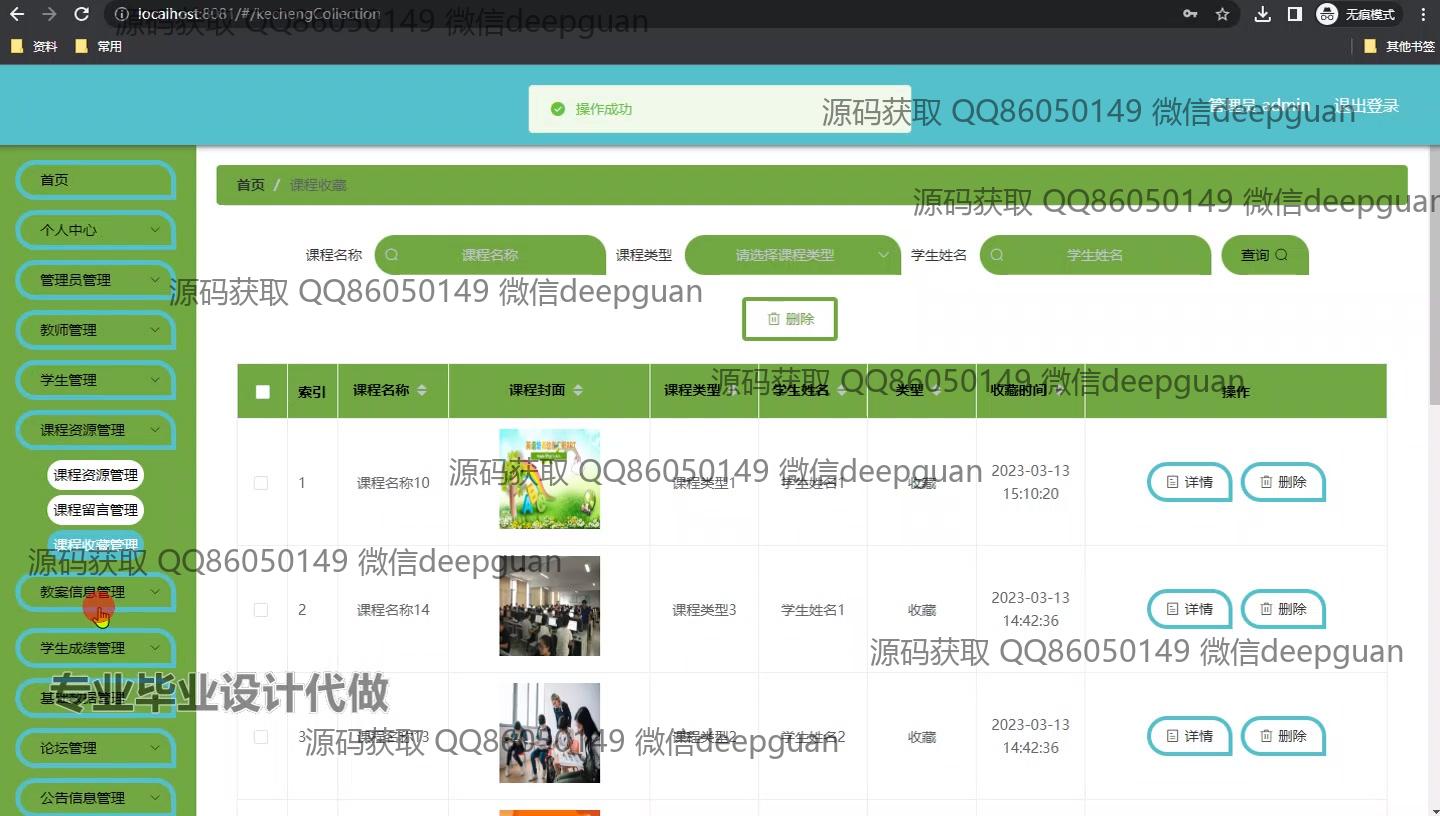 localhost:8081/#/kechengCollection
无痕模式
资料
常用
其他书签
源码获取 QQ86050149 微信deepguan
操作成功
管理员 admin
退出登录
源码获取 QQ86050149 微信deepguan
首页
个人中心
管理员管理
教师管理
学生管理
课程资源管理
课程资源管理
课程留言管理
课程收藏管理
教案信息管理
学生成绩管理
论坛管理
公告信息管理
首页 / 课程收藏
源码获取 QQ86050149 微信deepguan
课程名称
课程名称
课程类型
请选择课程类型
学生姓名
学生姓名
查询
源码获取 QQ86050149 微信deepguan
删除
源码获取 QQ86050149 微信deepguan
索引
课程名称
课程封面
课程类型
学生姓名
类型
收藏时间
操作
1
课程名称10
课程类型1
学生姓名1
收藏
2023-03-13
15:10:20
详情
删除
源码获取 QQ86050149 微信deepguan
源码获取 QQ86050149 微信deepguan
2
课程名称14
课程类型3
学生姓名1
收藏
2023-03-13
14:42:36
详情
删除
源码获取 QQ86050149 微信deepguan
专业毕业设计代做
3
课程名称13
课程类型2
学生姓名2
收藏
2023-03-13
14:42:36
详情
删除
源码获取 QQ86050149 微信deepguan